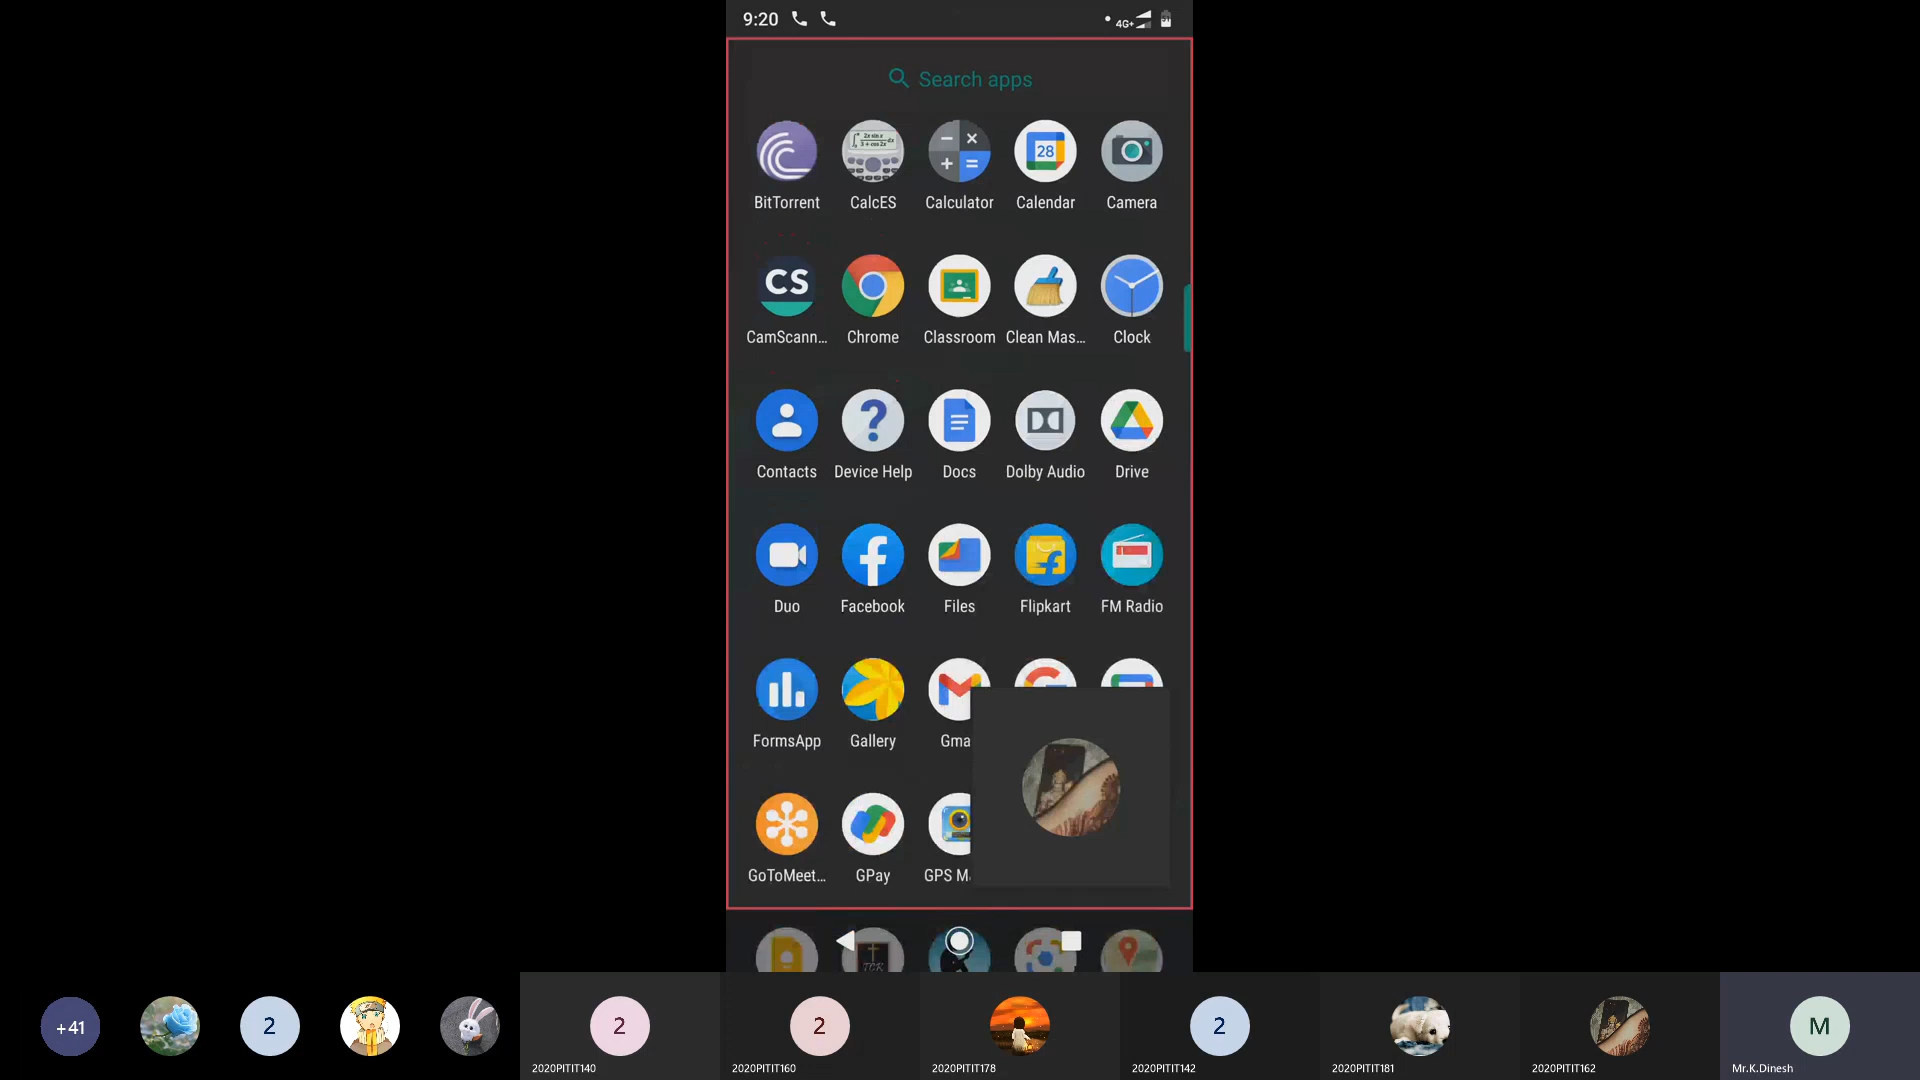 9:20
4G+
Search apps
28
BitTorrent CalcES Calculator Calendar Camera
CS
CamScann... Chrome Classroom Clean Mas... Clock
Contacts Device Help Docs Dolby Audio Drive
Duo Facebook Files Flipkart FM Radio
FormsApp Gallery Gma
GoToMeet... GPay GPS M
+41 2 2 2 2 M
2020PITIT140 2020PITIT160 2020PITIT178 2020PITIT142 2020PITIT181 2020PITIT162 Mr.K.Dinesh